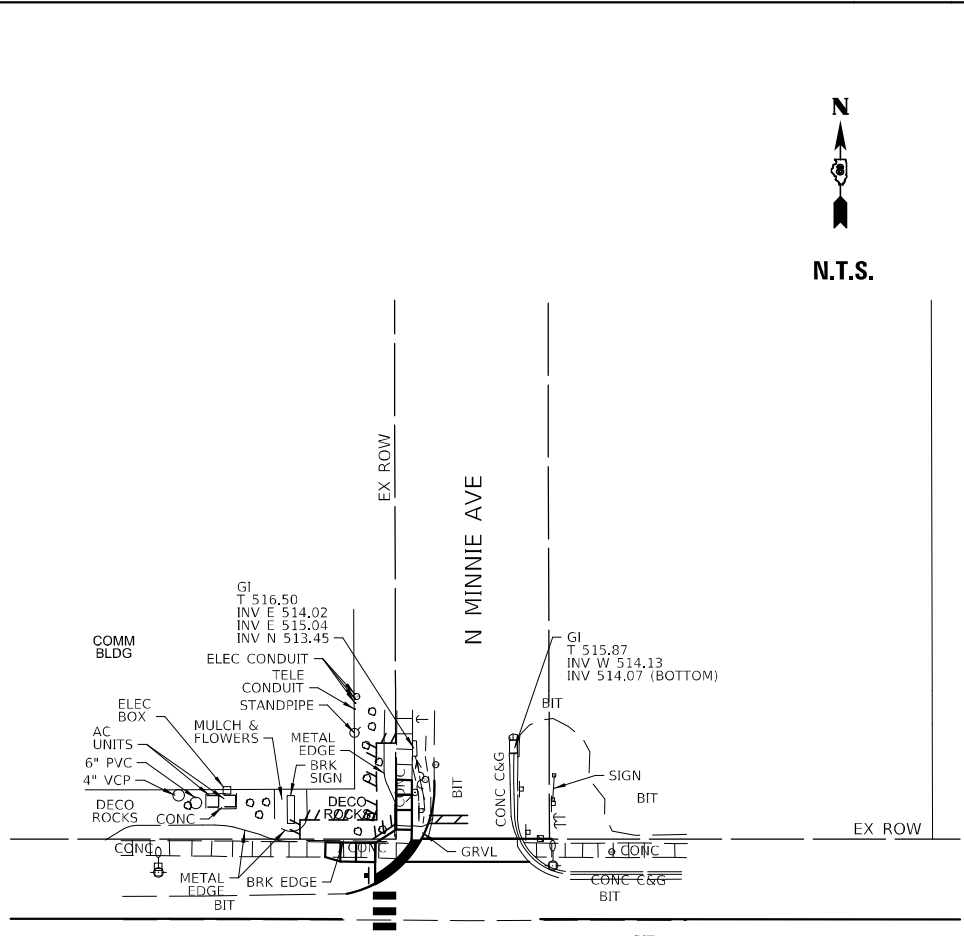 N
8
N.T.S.
EX ROW
N MINNIE AVE
GI
T 516.50
INV E 514.02
INV E 515.04
INV N 513.45
GI
T 515.87
INV W 514.13
INV 514.07 (BOTTOM)
COMM
BLDG
ELEC CONDUIT
TELE
CONDUIT
STANDPIPE
ELEC
BOX
MULCH &
FLOWERS
METAL
EDGE
BRK
SIGN
AC
UNITS
6" PVC
4" VCP
DECO
ROCKS
CONC
DECO
ROCKS
CONC
BIT
CONC C&G
BIT
SIGN
BIT
EX ROW
CONC
CONC
GRVL
CONC
METAL
EDGE
BRK EDGE
BIT
CONC C&G
BIT